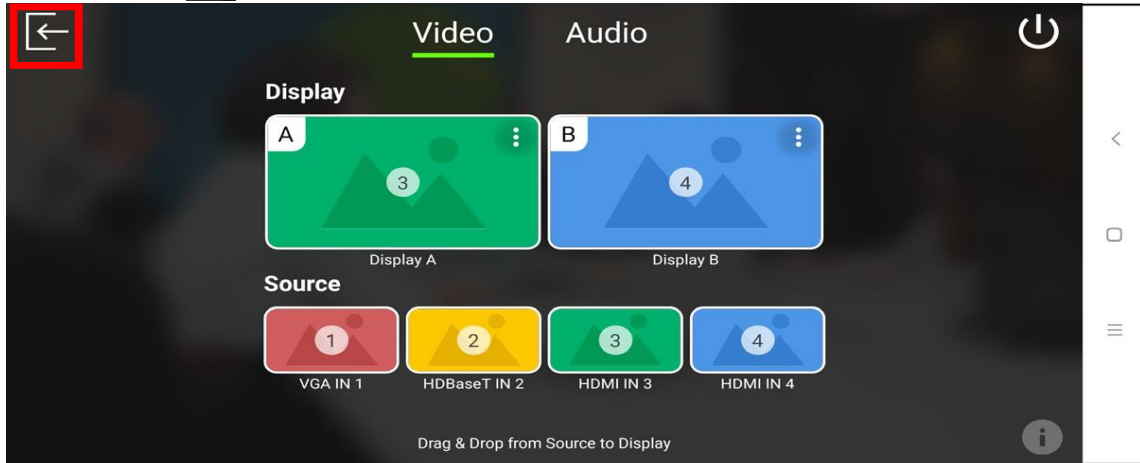 Video Audio
Display
A B
3 4
Display A Display B
Source
1 2 3 4
VGA IN 1 HDBaseT IN 2 HDMI IN 3 HDMI IN 4
Drag & Drop from Source to Display
i